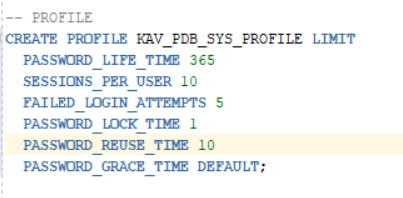 -- PROFILE
CREATE PROFILE KAV_PDB_SYS_PROFILE LIMIT
PASSWORD_LIFE_TIME 365
SESSIONS_PER_USER 10
FAILED_LOGIN_ATTEMPTS 5
PASSWORD_LOCK_TIME 1
PASSWORD_REUSE_TIME 10
PASSWORD_GRACE_TIME DEFAULT;